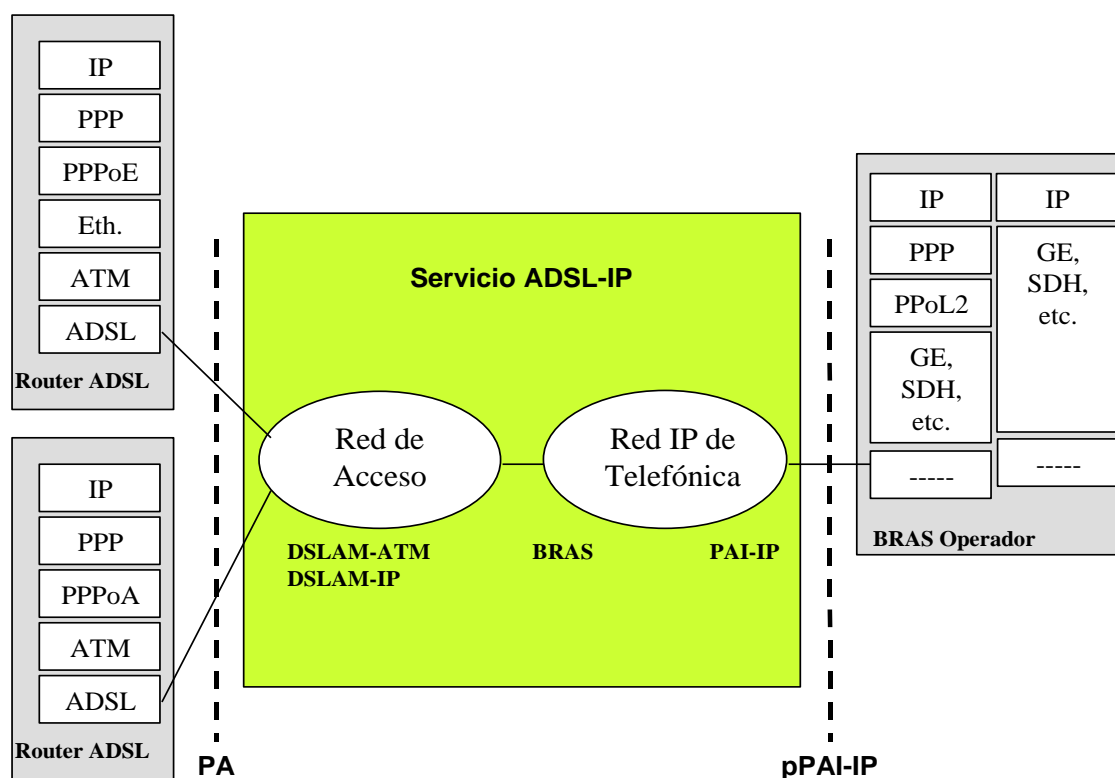 IP
PPP
PPPoE
Eth.
ATM
ADSL
Router ADSL
IP
PPP
PPPoA
ATM
ADSL
Router ADSL
PA
Servicio ADSL-IP
Red de
Acceso
Red IP de
Telefónica
DSLAM-ATM
DSLAM-IP
BRAS
PAI-IP
pPAI-IP
IP
PPP
PPoL2
GE,
SDH,
etc.
-----
IP
GE,
SDH,
etc.
-----
BRAS Operador